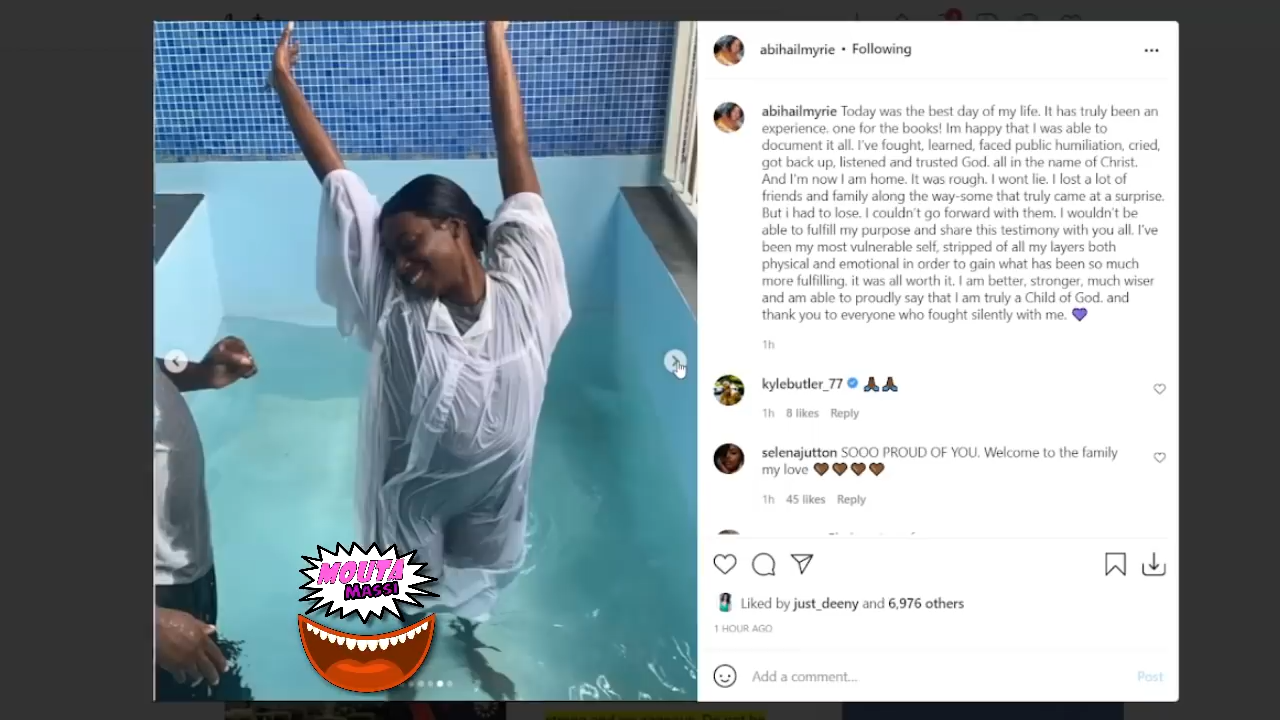 abihailmyrie • Following
abihailmyrie Today was the best day of my life. It has truly been an
experience. one for the books! Im happy that I was able to
document it all. I've fought, learned, faced public humiliation, cried,
got back up, listened and trusted God. all in the name of Christ.
And I'm now I am home. It was rough. I wont lie. I lost a lot of
friends and family along the way-some that truly came at a surprise.
But i had to lose. I couldn't go forward with them. I wouldn't be
able to fulfill my purpose and share this testimony with you all. I've
been my most vulnerable self, stripped of all my layers both
physical and emotional in order to gain what has been so much
more fulfilling. it was all worth it. I am better, stronger, much wiser
and am able to proudly say that I am truly a Child of God. and
thank you to everyone who fought silently with me. 💜
1h
kylebutler_77 🙏🏾🙏🏾
1h 8 likes Reply
selenajutton SOOO PROUD OF YOU. Welcome to the family
my love 🤎🤎🤎🤎
1h 45 likes Reply
Liked by just_deeny and 6,976 others
1 HOUR AGO
Add a comment...
Post
MOUTA
MASSI